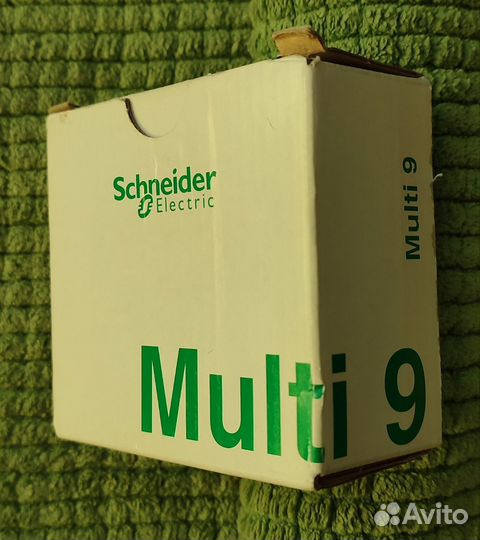 Schneider
Electric
Multi 9
Multi 9
Avito